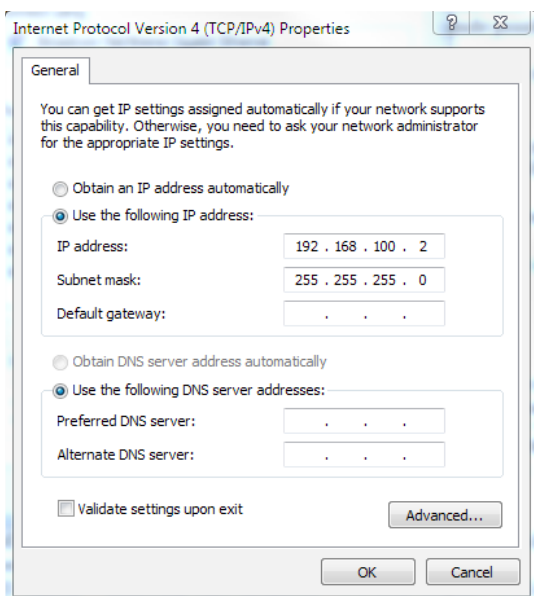 Internet Protocol Version 4 (TCP/IPv4) Properties
General
You can get IP settings assigned automatically if your network supports
this capability. Otherwise, you need to ask your network administrator
for the appropriate IP settings.
Obtain an IP address automatically
Use the following IP address:
IP address: 192 . 168 . 100 . 2
Subnet mask: 255 . 255 . 255 . 0
Default gateway: . . .
Obtain DNS server address automatically
Use the following DNS server addresses:
Preferred DNS server: . . .
Alternate DNS server: . . .
Validate settings upon exit
Advanced...
OK Cancel